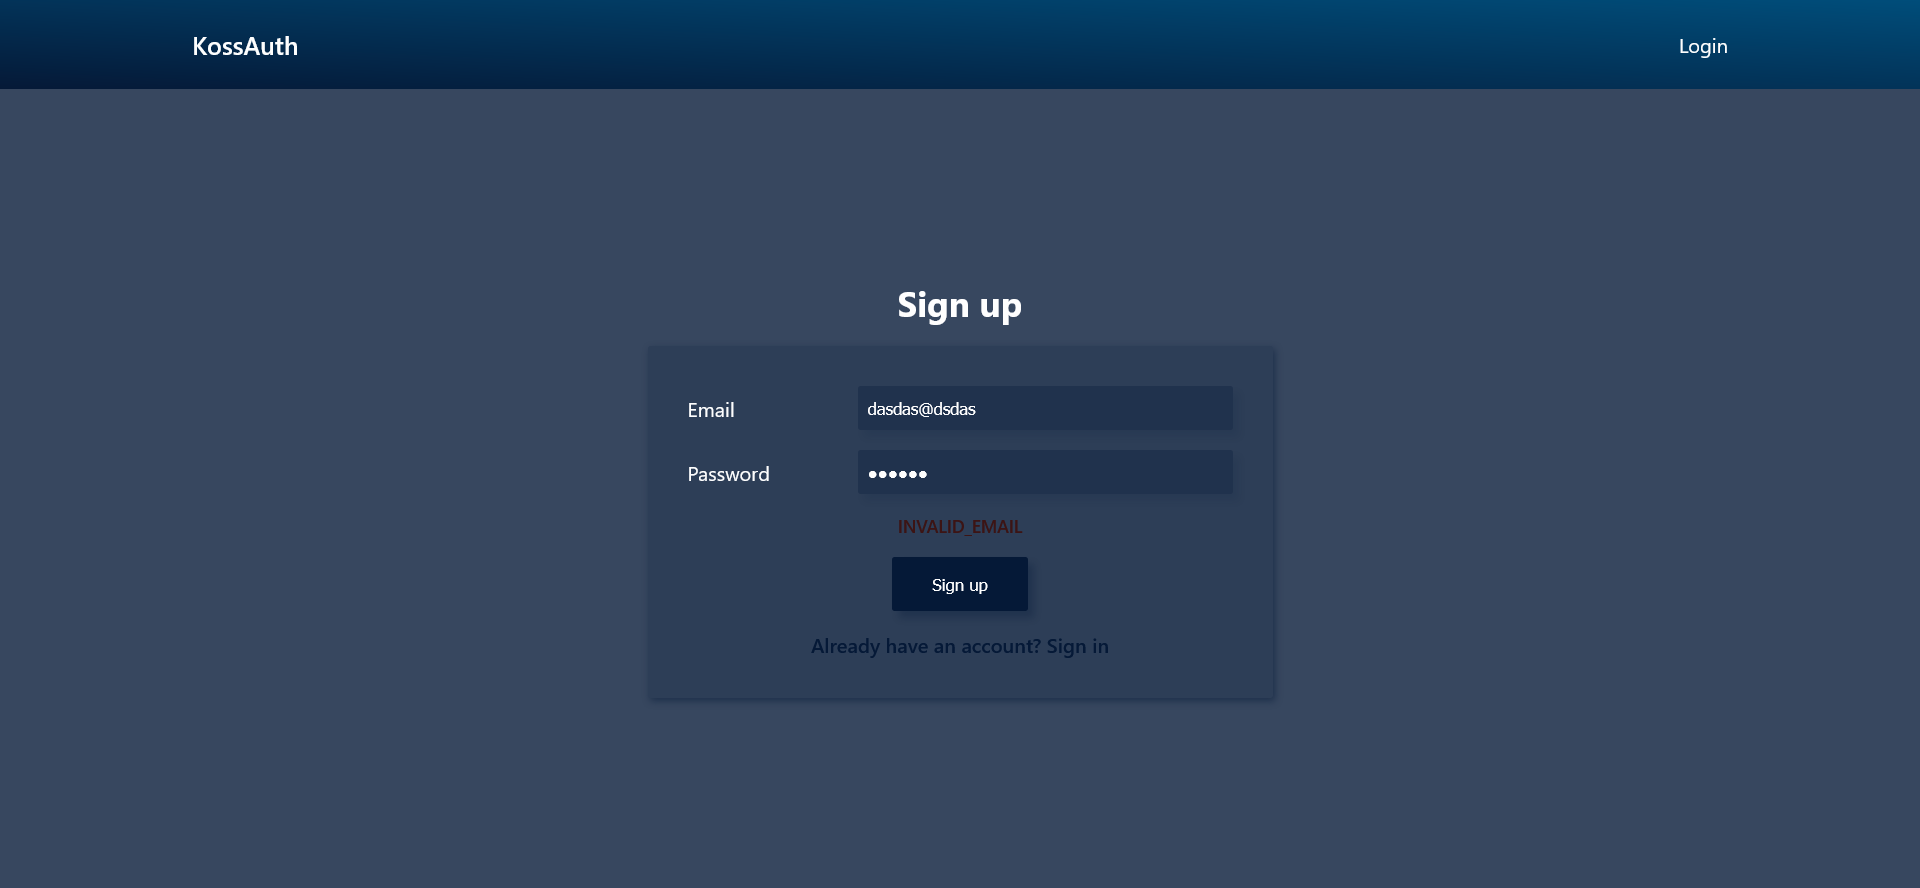 KossAuth
Login
Sign up
Email
dasdas@dsdas
Password
••••••
INVALID_EMAIL
Sign up
Already have an account? Sign in